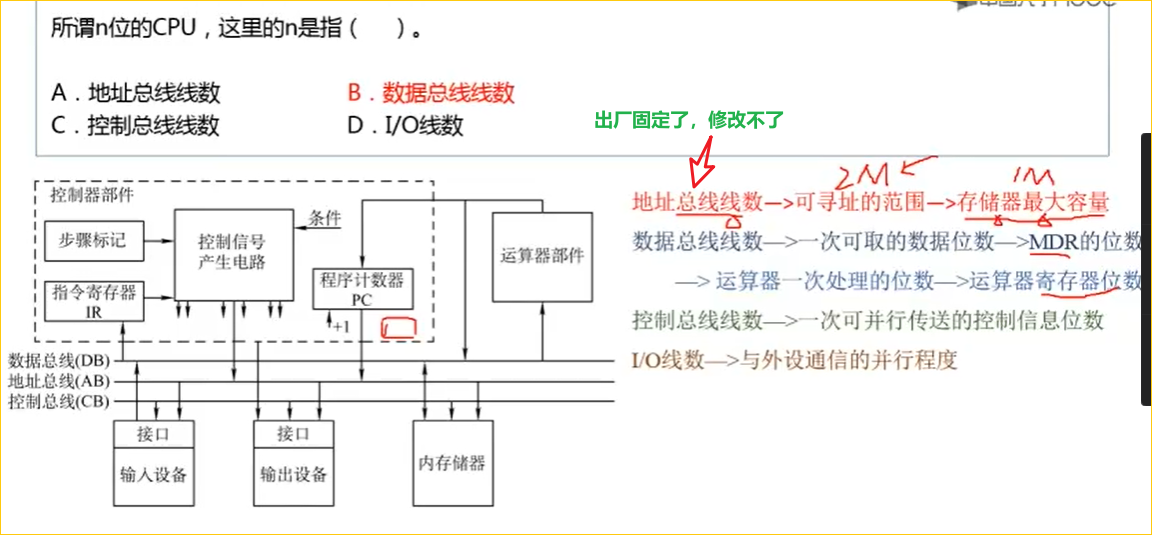 所谓n位的CPU，这里的n是指（　　）。
A．地址总线线数　　B．数据总线线数
C．控制总线线数　　D．I/O线数
出厂固定了，修改不了
2M　1M
地址总线线数—>可寻址的范围—>存储器最大容量
数据总线线数—>一次可取的数据位数—>MDR的位数
—> 运算器一次处理的位数—>运算器寄存器位数
控制总线线数—>一次可并行传送的控制信息位数
I/O线数—>与外设通信的并行程度
控制器部件
步骤标记
控制信号
产生电路
条件
指令寄存器
IR
程序计数器
PC
+1
运算器部件
数据总线(DB)
地址总线(AB)
控制总线(CB)
接口
输入设备
接口
输出设备
内存储器